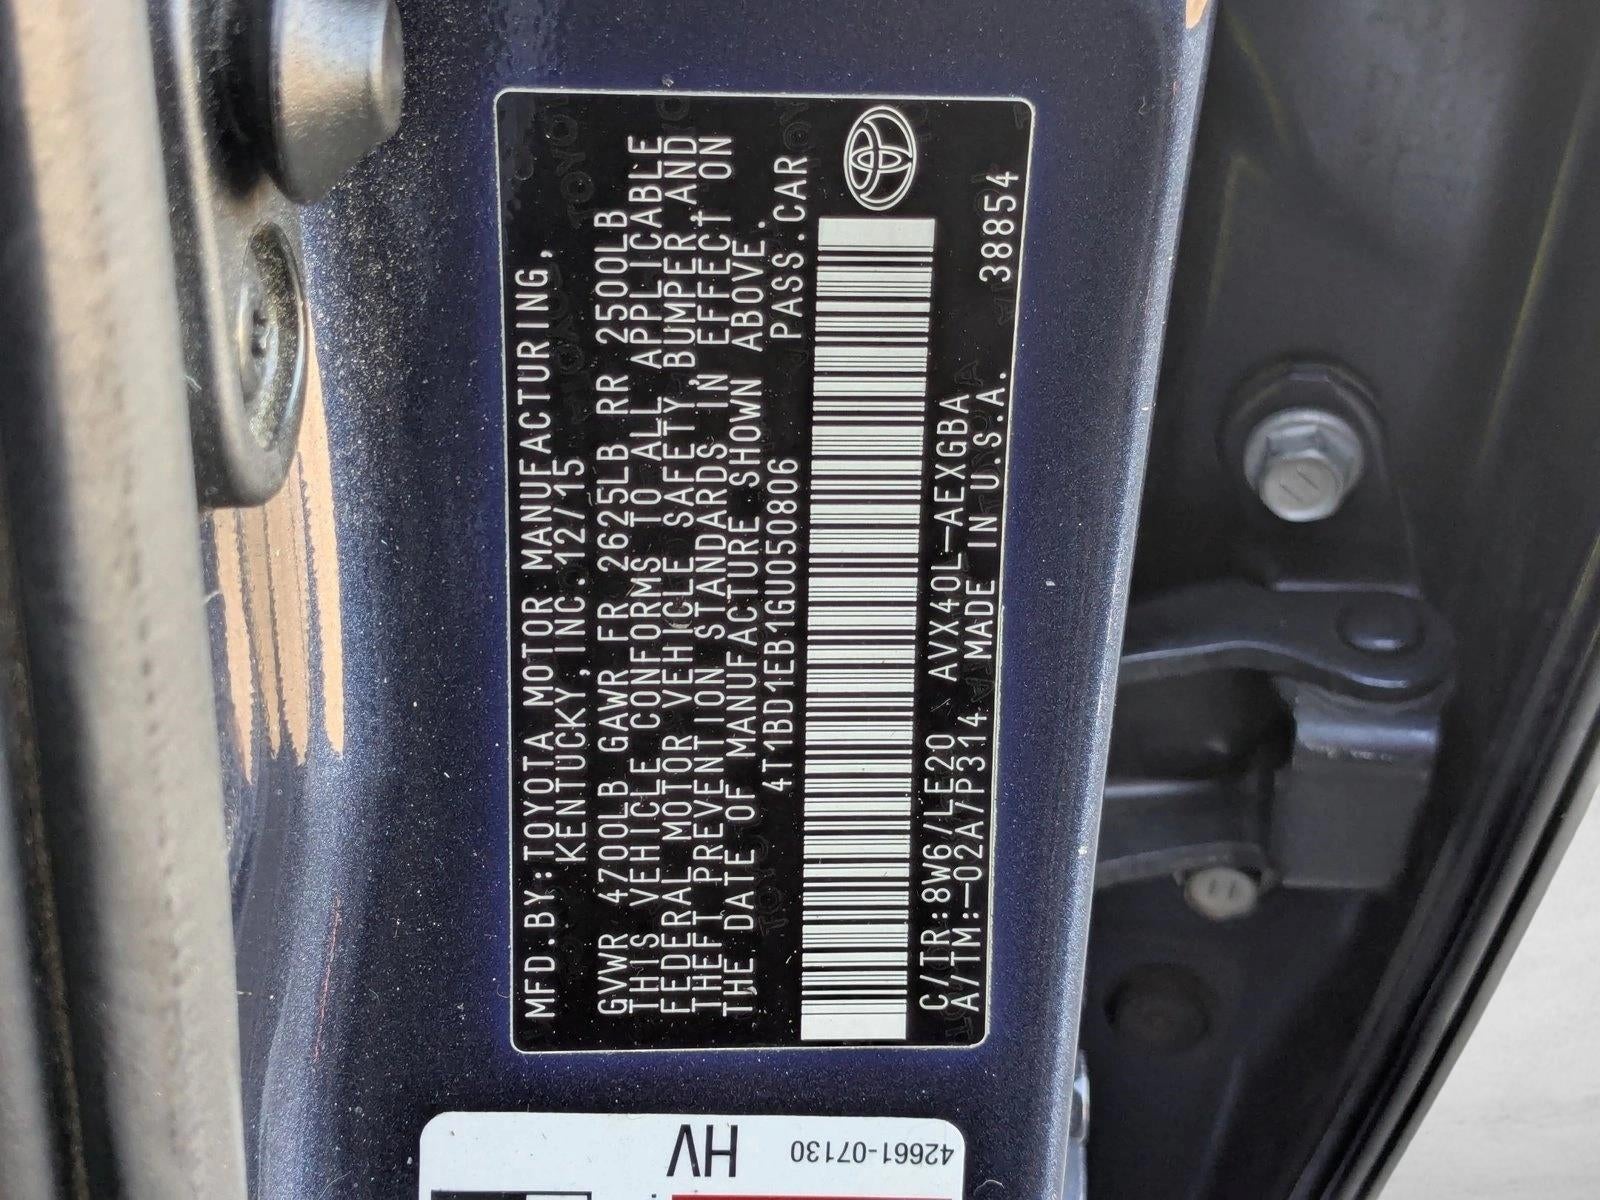 MFD.BY:TOYOTA MOTOR MANUFACTURING,
KENTUCKY,INC.12/15
GVWR 4700LB GAWR FR 2625LB RR 2500LB
THIS VEHICLE CONFORMS TO ALL APPLICABLE
FEDERAL MOTOR VEHICLE SAFETY,BUMPER,AND
THEFT PREVENTION STANDARDS IN EFFECT ON
THE DATE OF MANUFACTURE SHOWN ABOVE.
4T1BD1EB1GU050806 PASS.CAR
C/TR:8W6/LE20 AVX40L-AEXGBA
A/TM:-02A/P314 MADE IN U.S.A. 38854
HV
42661-07130